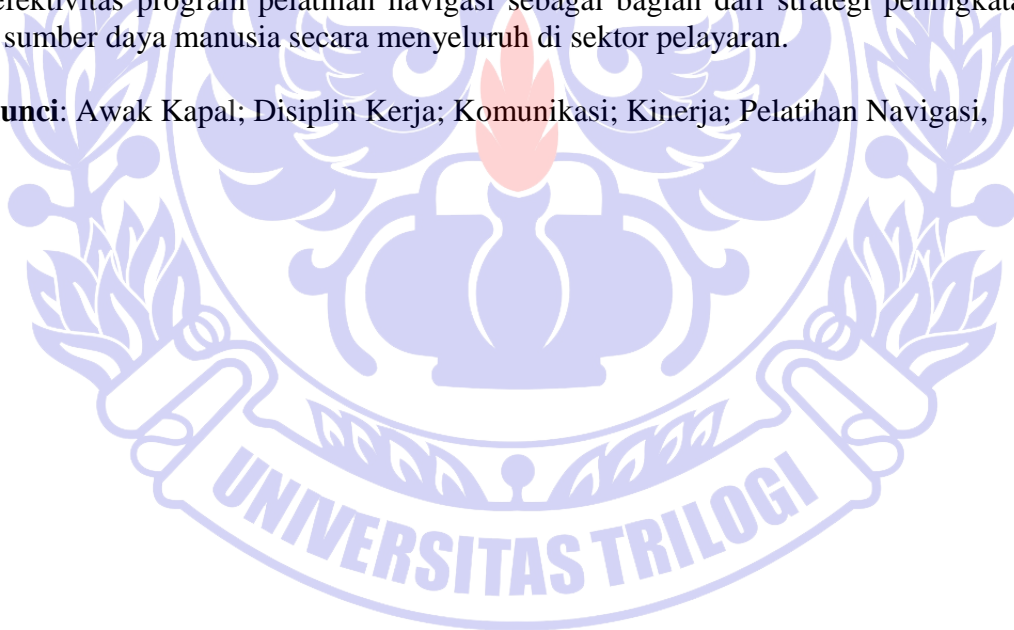 efektivitas program pelatihan navigasi sebagai bagian dari strategi peningkata
sumber daya manusia secara menyeluruh di sektor pelayaran.
unci: Awak Kapal; Disiplin Kerja; Komunikasi; Kinerja; Pelatihan Navigasi,
UNIVERSITAS TRILOGI